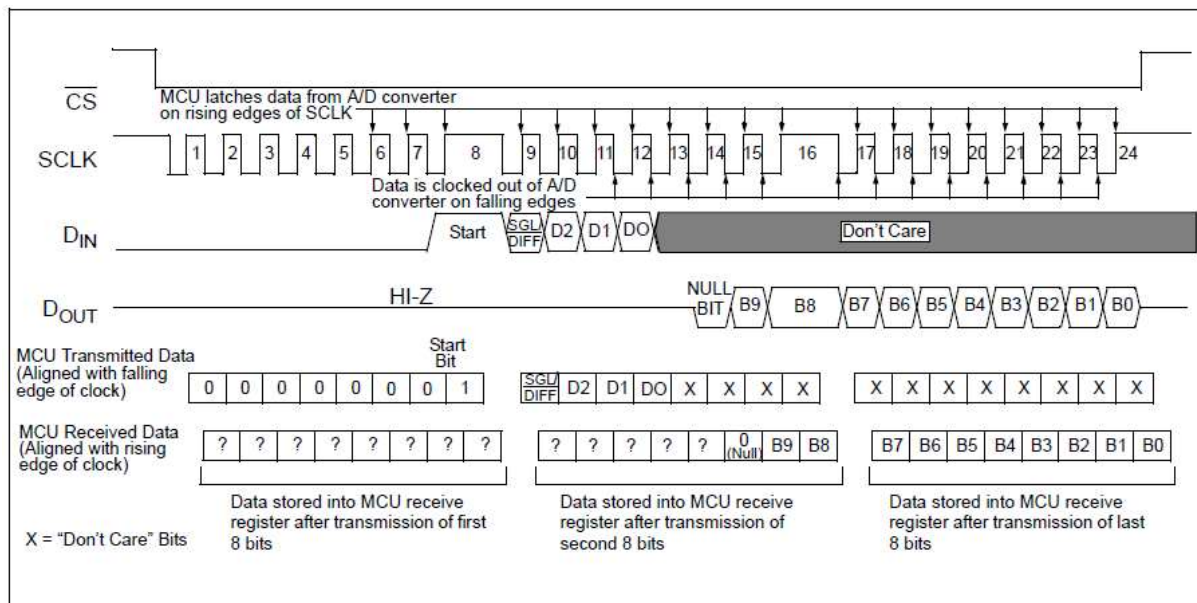 CS
MCU latches data from A/D converter
on rising edges of SCLK
SCLK
1 2 3 4 5 6 7 8 9 10 11 12 13 14 15 16 17 18 19 20 21 22 23 24
Data is clocked out of A/D
converter on falling edges
DIN
Start SGL/DIFF D2 D1 DO Don't Care
HI-Z
DOUT
NULL
BIT B9 B8 B7 B6 B5 B4 B3 B2 B1 B0
MCU Transmitted Data
(Aligned with falling
edge of clock)
Start
Bit
0 0 0 0 0 0 0 1 SGL/DIFF D2 D1 DO X X X X X X X X X X X X
MCU Received Data
(Aligned with rising
edge of clock)
? ? ? ? ? ? ? ? ? ? ? ? ? 0 (Null) B9 B8 B7 B6 B5 B4 B3 B2 B1 B0
Data stored into MCU receive
register after transmission of first
8 bits
Data stored into MCU receive
register after transmission of
second 8 bits
Data stored into MCU receive
register after transmission of last
8 bits
X = “Don't Care” Bits